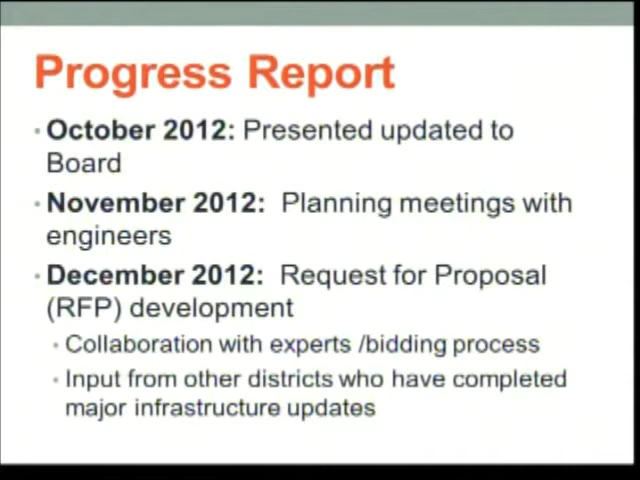 Progress Report
• October 2012: Presented updated to
Board
• November 2012: Planning meetings with
engineers
• December 2012: Request for Proposal
(RFP) development
• Collaboration with experts /bidding process
• Input from other districts who have completed
major infrastructure updates